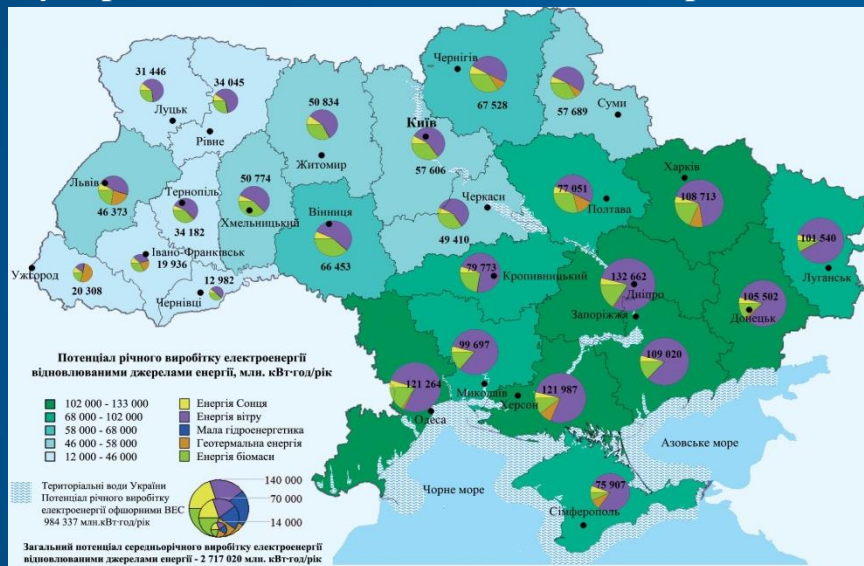 Чернігів
67 528
Суми
57 689
31 446
Луцьк
34 045
Рівне
50 834
Житомир
Київ
57 606
Львів
46 373
Тернопіль
34 182
50 774
Хмельницький
Вінниця
66 453
Черкаси
49 410
77 051
Полтава
Харків
108 713
101 540
Луганськ
Ужгород
20 308
Івано-Франківськ
19 936
12 982
Чернівці
79 773
Кропивницький
132 662
Дніпро
Запоріжжя
105 502
Донецьк
99 697
Миколаїв
109 020
121 264
Одеса
121 987
Херсон
Азовське море
Чорне море
75 907
Сімферополь
Потенціал річного виробітку електроенергії
відновлюваними джерелами енергії, млн. кВт·год/рік
102 000 - 133 000
68 000 - 102 000
58 000 - 68 000
46 000 - 58 000
12 000 - 46 000
Енергія Сонця
Енергія вітру
Мала гідроенергетика
Геотермальна енергія
Енергія біомаси
Територіальні води України
Потенціал річного виробітку
електроенергії офшорними ВЕС
984 337 млн.кВт·год/рік
140 000
70 000
14 000
Загальний потенціал середньорічного виробітку електроенергії
відновлюваними джерелами енергії - 2 717 020 млн. кВт·год/рік